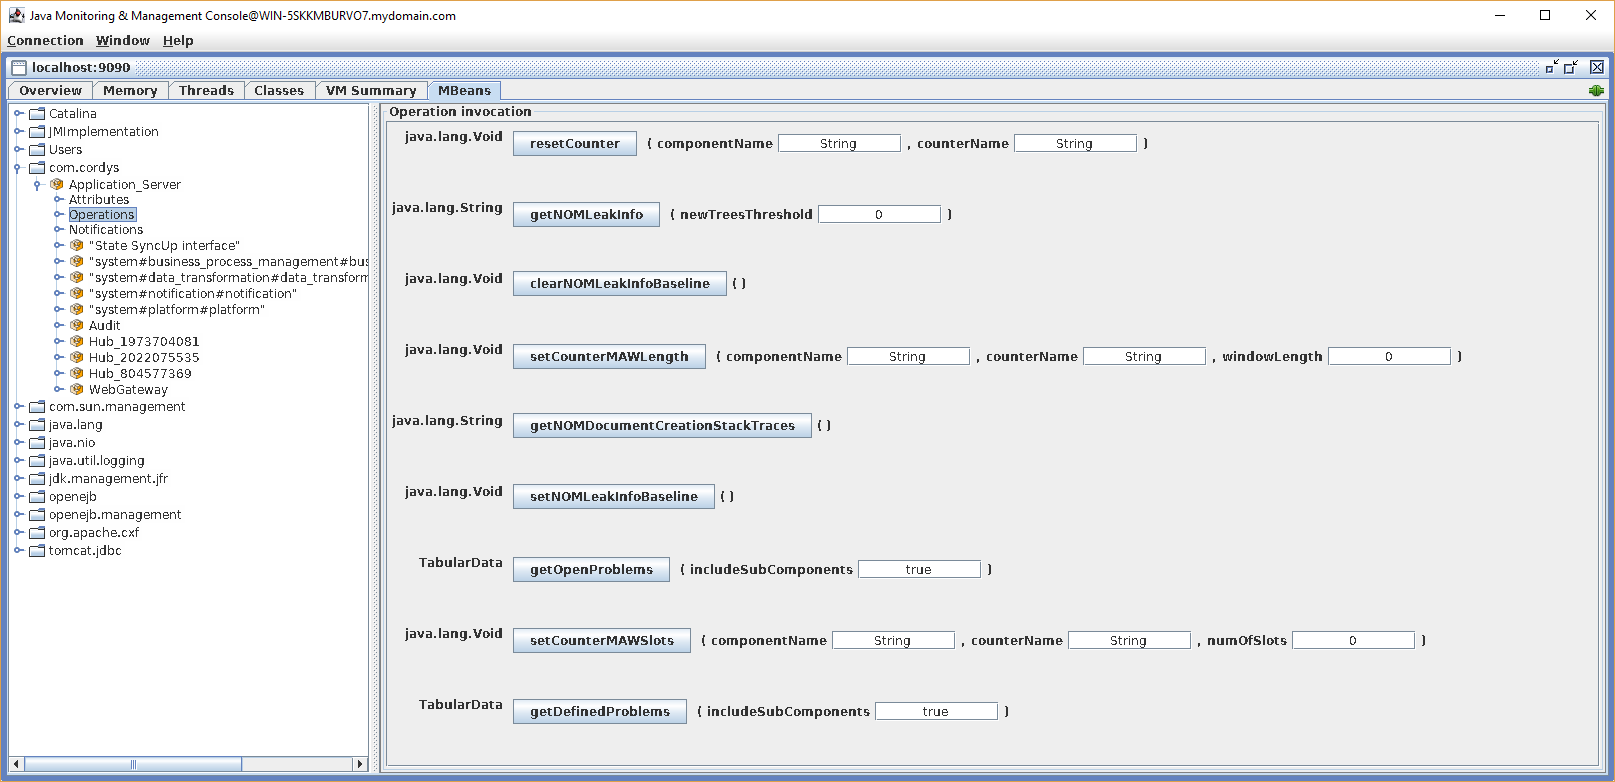 Java Monitoring & Management Console@WIN-5SKKMBURVO7.mydomain.com
Connection Window Help
localhost:9090
Overview Memory Threads Classes VM Summary MBeans
Catalina
JMImplementation
Users
com.cordys
Application_Server
Attributes
Operations
Notifications
"State SyncUp interface"
"system#business_process_management#bus
"system#data_transformation#data_transform
"system#notification#notification"
"system#platform#platform"
Audit
Hub_1973704081
Hub_2022075535
Hub_804577369
WebGateway
com.sun.management
java.lang
java.nio
java.util.logging
jdk.management.jfr
openejb
openejb.management
org.apache.cxf
tomcat.jdbc
Operation invocation
java.lang.Void resetCounter ( componentName String , counterName String )
java.lang.String getNOMLeakInfo ( newTreesThreshold 0 )
java.lang.Void clearNOMLeakInfoBaseline ( )
java.lang.Void setCounterMAWLength ( componentName String , counterName String , windowLength 0 )
java.lang.String getNOMDocumentCreationStackTraces ( )
java.lang.Void setNOMLeakInfoBaseline ( )
TabularData getOpenProblems ( includeSubComponents true )
java.lang.Void setCounterMAWSlots ( componentName String , counterName String , numOfSlots 0 )
TabularData getDefinedProblems ( includeSubComponents true )